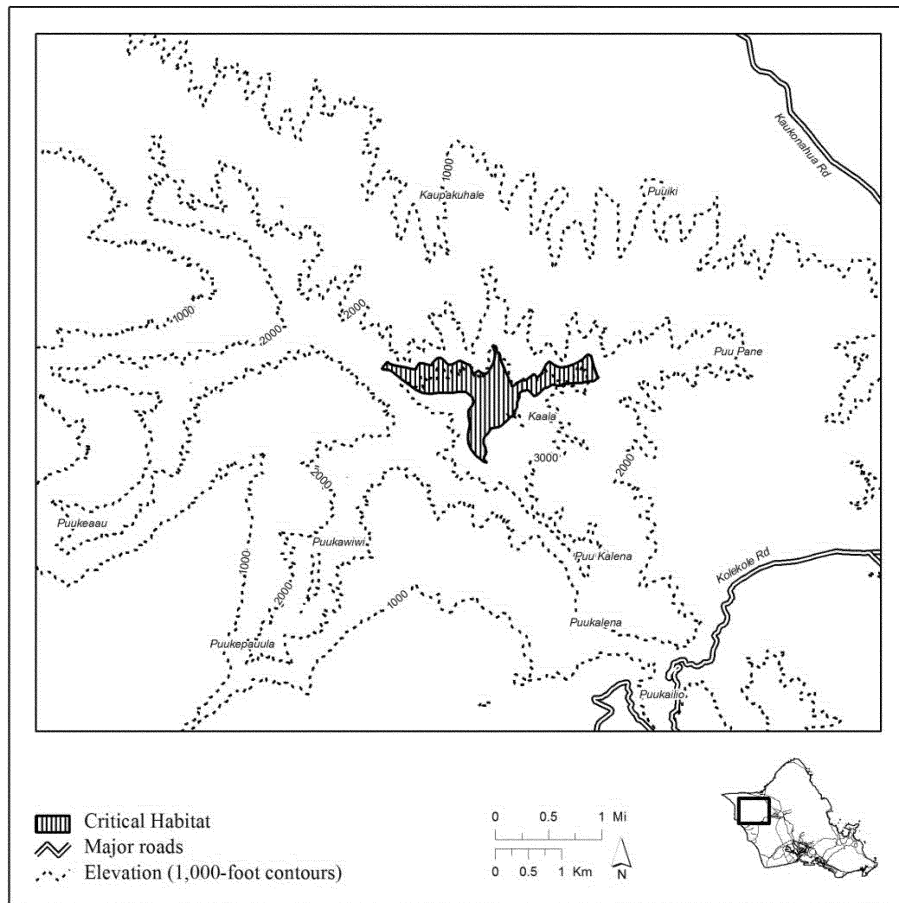 Kaukonahua Rd
1000
Kaupakuhale
Puuiki
1000
2000
2000
Puu Pane
Kaala
3000
2000
2000
Puukeaau
Puukawiwi
1000
2000
Puu Kalena
Kolekole Rd
1000
Puukalena
Puukepauula
Puukailio
Critical Habitat
Major roads
Elevation (1,000-foot contours)
0 0.5 1 Mi
0 0.5 1 Km
N